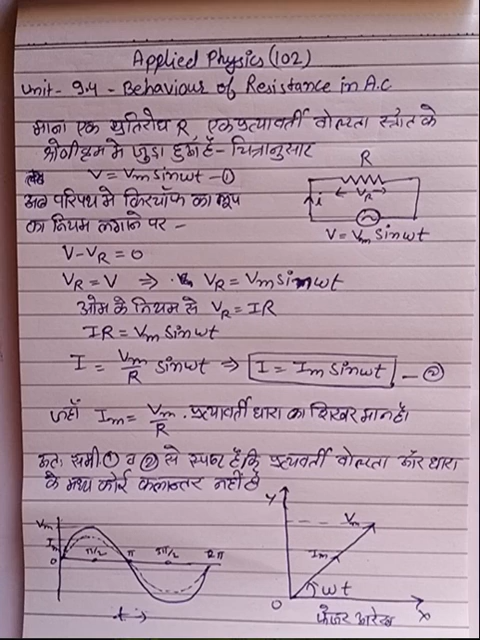 Applied Physics (102)
Unit - 9.4 - Behaviour of Resistance in A.C
माना एक प्रतिरोध R, एक प्रत्यावर्ती वोल्टता स्त्रोत के
श्रेणीक्रम मे जुडा हुआ है - चित्रानुसार
V = Vm sinωt - ①
अब परिपथ मे किरचॉफ का लूप
का नियम लगाने पर -
R
VR
i
V = Vm sinωt
V - VR = 0
VR = V ⇒ VR = Vm sinωt
ओम के नियम से VR = IR
IR = Vm sinωt
I = Vm/R sinωt ⇒ I = Im sinωt - ②
जहाँ Im = Vm/R . प्रत्यावर्ती धारा का शिखर मान है।
अतः समी ① व ② से स्पष्ट है कि प्रत्यावर्ती वोल्टता और धारा
के मध्य कोई कलान्तर नहीं है
Vm
Im
0 π/2 π 3π/2 2π
t →
Y
Vm
Im
ωt
O X
फेजर आरेख